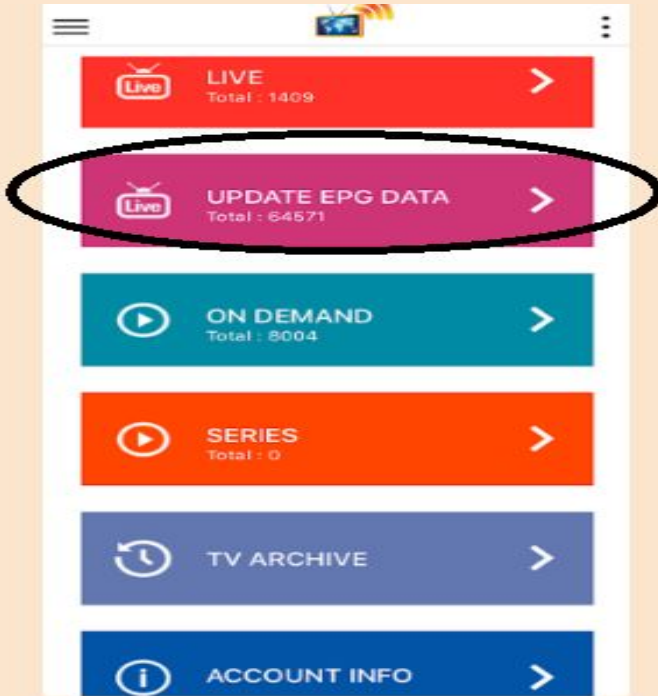 Live
LIVE
Total : 1409
Live
UPDATE EPG DATA
Total : 64571
ON DEMAND
Total : 8004
SERIES
Total : 0
TV ARCHIVE
ACCOUNT INFO